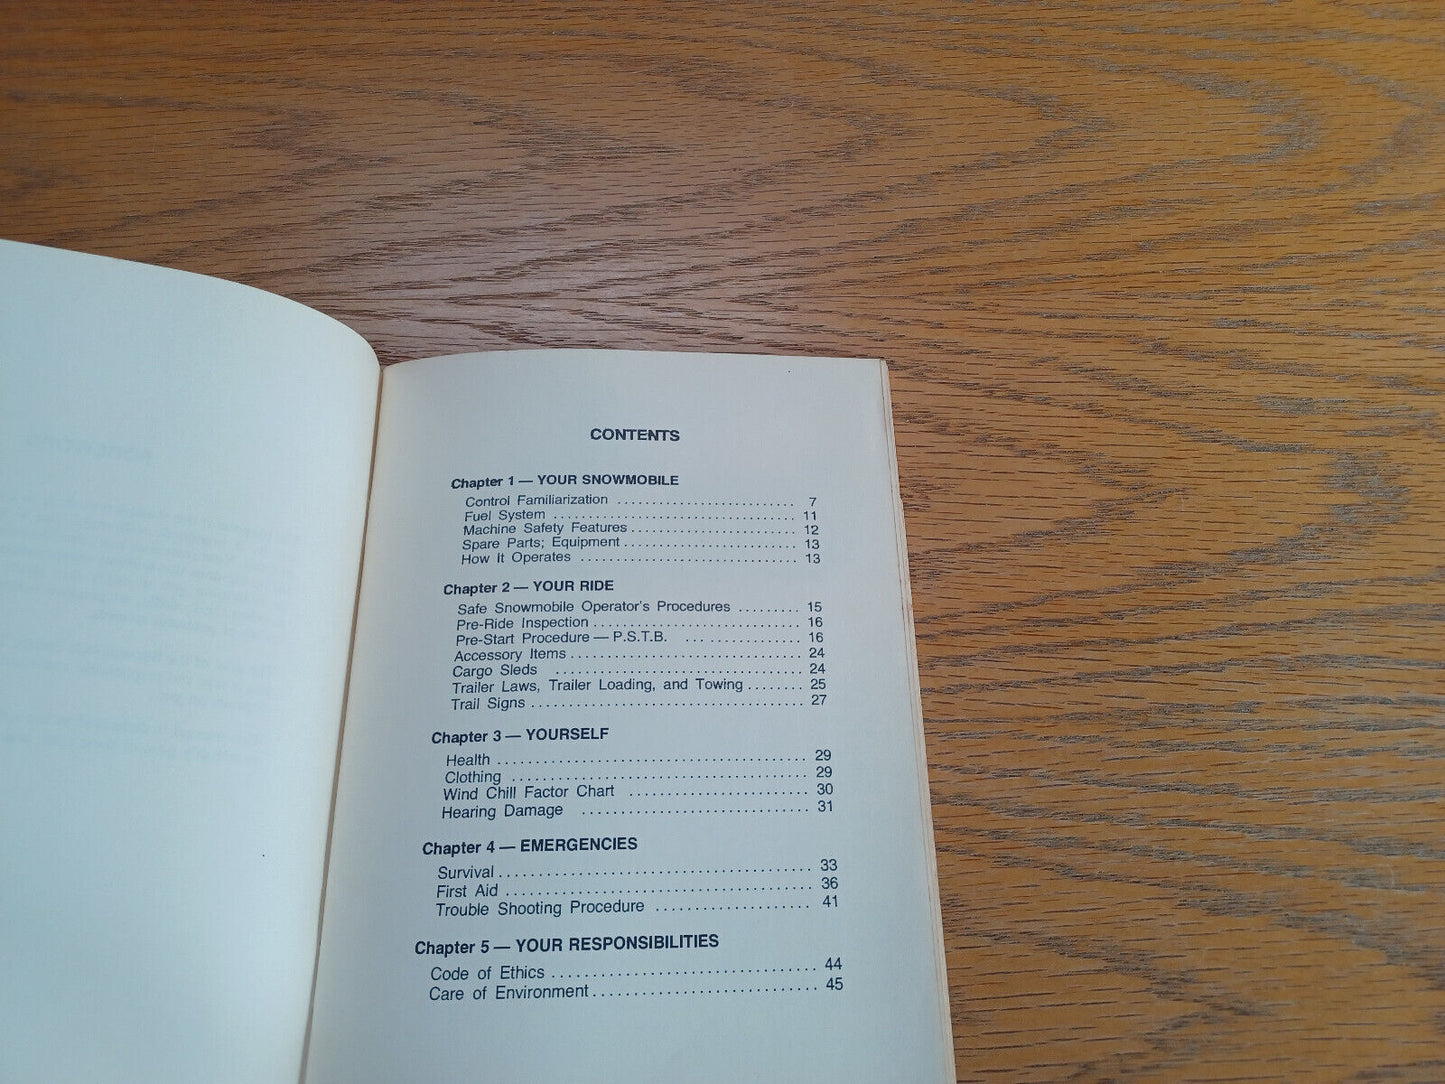 CONTENTS
Chapter 1 — YOUR SNOWMOBILE
Control Familiarization ........................... 7
Fuel System ..................................... 11
Machine Safety Features ......................... 12
Spare Parts; Equipment .......................... 13
How It Operates ................................. 13
Chapter 2 — YOUR RIDE
Safe Snowmobile Operator's Procedures ......... 15
Pre-Ride Inspection ............................. 16
Pre-Start Procedure — P.S.T.B. ... .............. 16
Accessory Items ................................. 24
Cargo Sleds ..................................... 24
Trailer Laws, Trailer Loading, and Towing ........ 25
Trail Signs ..................................... 27
Chapter 3 — YOURSELF
Health .......................................... 29
Clothing ........................................ 29
Wind Chill Factor Chart ......................... 30
Hearing Damage .................................. 31
Chapter 4 — EMERGENCIES
Survival ........................................ 33
First Aid ....................................... 36
Trouble Shooting Procedure ...................... 41
Chapter 5 — YOUR RESPONSIBILITIES
Code of Ethics .................................. 44
Care of Environment ............................. 45